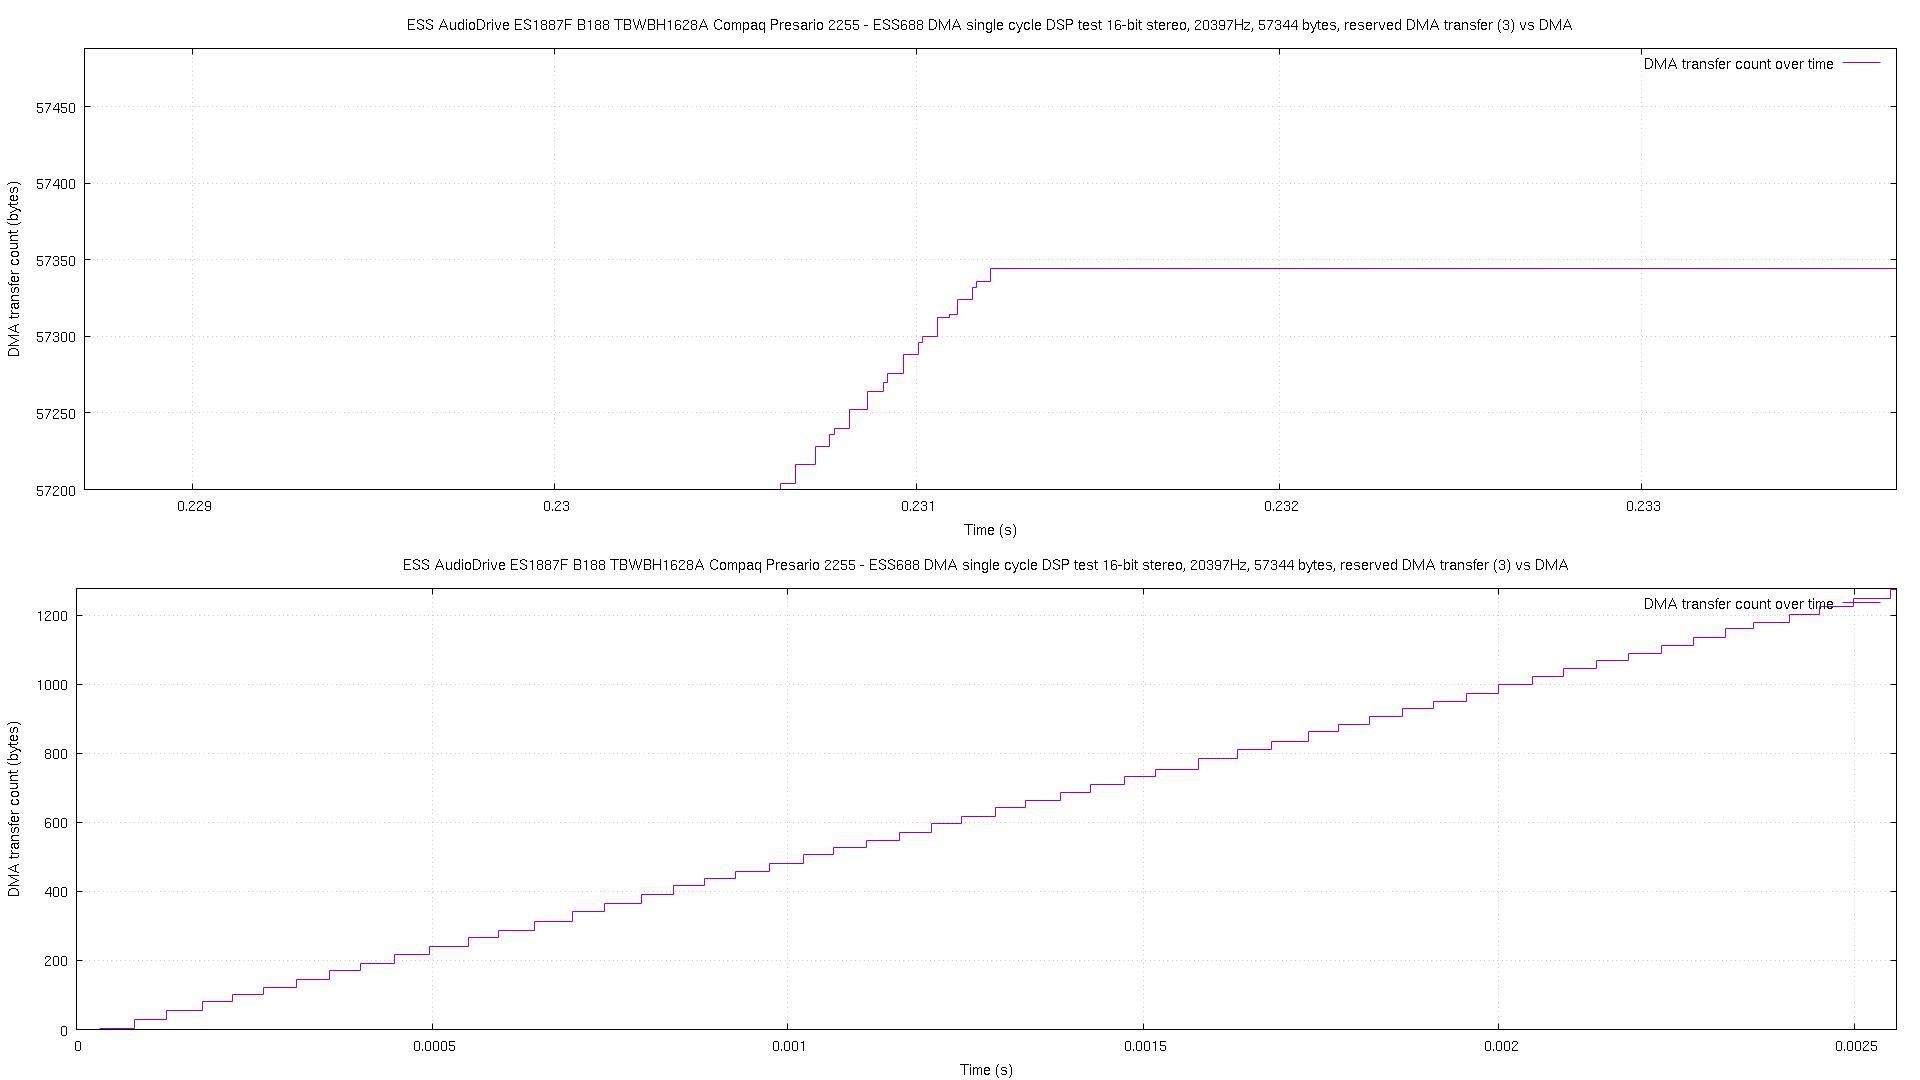 ESS AudioDrive ES1887F B188 TBWBH1628A Compaq Presario 2255 - ESS688 DMA single cycle DSP test 16-bit stereo, 20397Hz, 57344 bytes, reserved DMA transfer (3) vs DMA
DMA transfer count over time
57450
57400
57350
57300
57250
57200
DMA transfer count (bytes)
0.229 0.23 0.231 0.232 0.233
Time (s)
ESS AudioDrive ES1887F B188 TBWBH1628A Compaq Presario 2255 - ESS688 DMA single cycle DSP test 16-bit stereo, 20397Hz, 57344 bytes, reserved DMA transfer (3) vs DMA
DMA transfer count over time
1200
1000
800
600
400
200
0
DMA transfer count (bytes)
0 0.0005 0.001 0.0015 0.002 0.0025
Time (s)